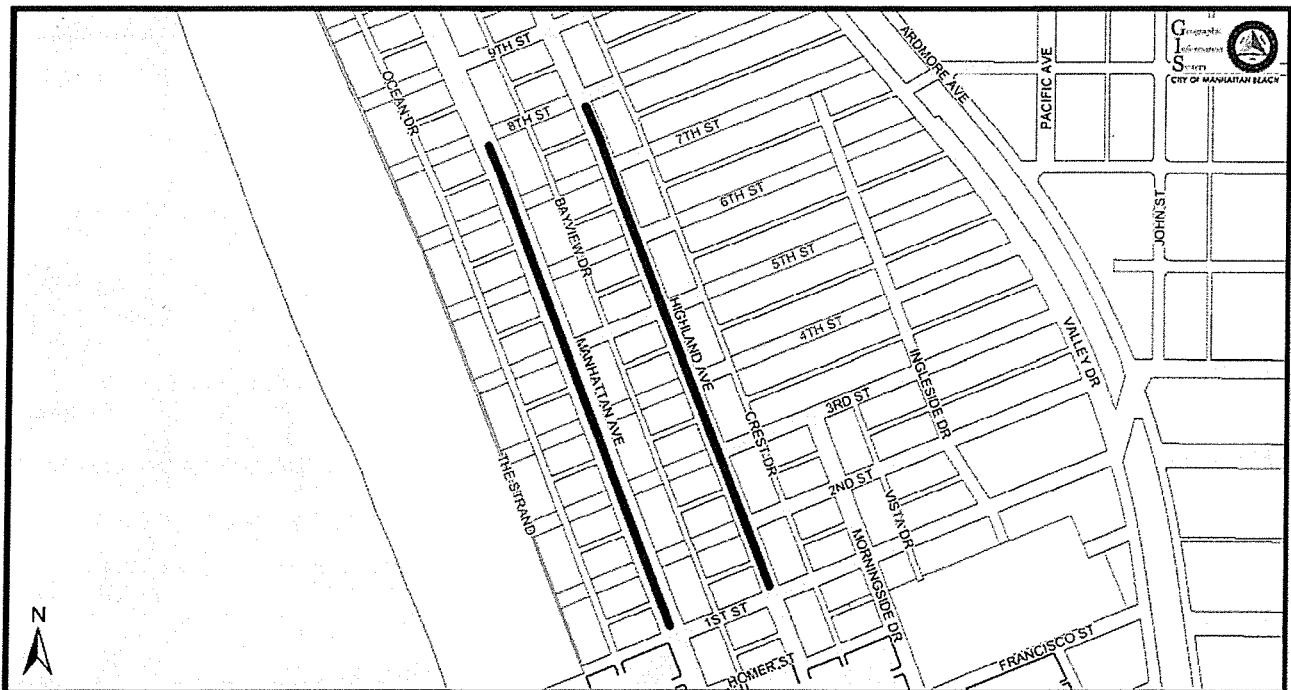 Geographic
Information
System
CITY OF MANHATTAN BEACH
9TH ST
ARDMORE AVE
OCEAN DR
8TH ST
PACIFIC AVE
7TH ST
6TH ST
BAYVIEW DR
JOHN ST
5TH ST
HIGHLAND AVE
4TH ST
VALLEY DR
MANHATTAN AVE
INGLESIDE DR
3RD ST
CREST DR
THE STRAND
2ND ST
VISTA DR
MORNINGSIDE DR
N
1ST ST
HOMER ST
FRANCISCO ST